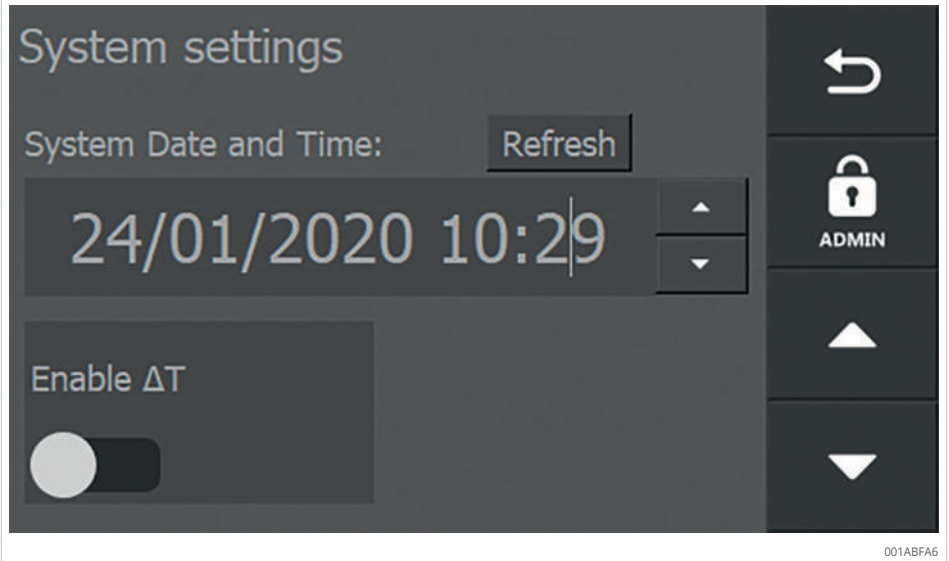 System settings
System Date and Time:
Refresh
24/01/2020 10:29
ADMIN
Enable ΔT
001ABFA6